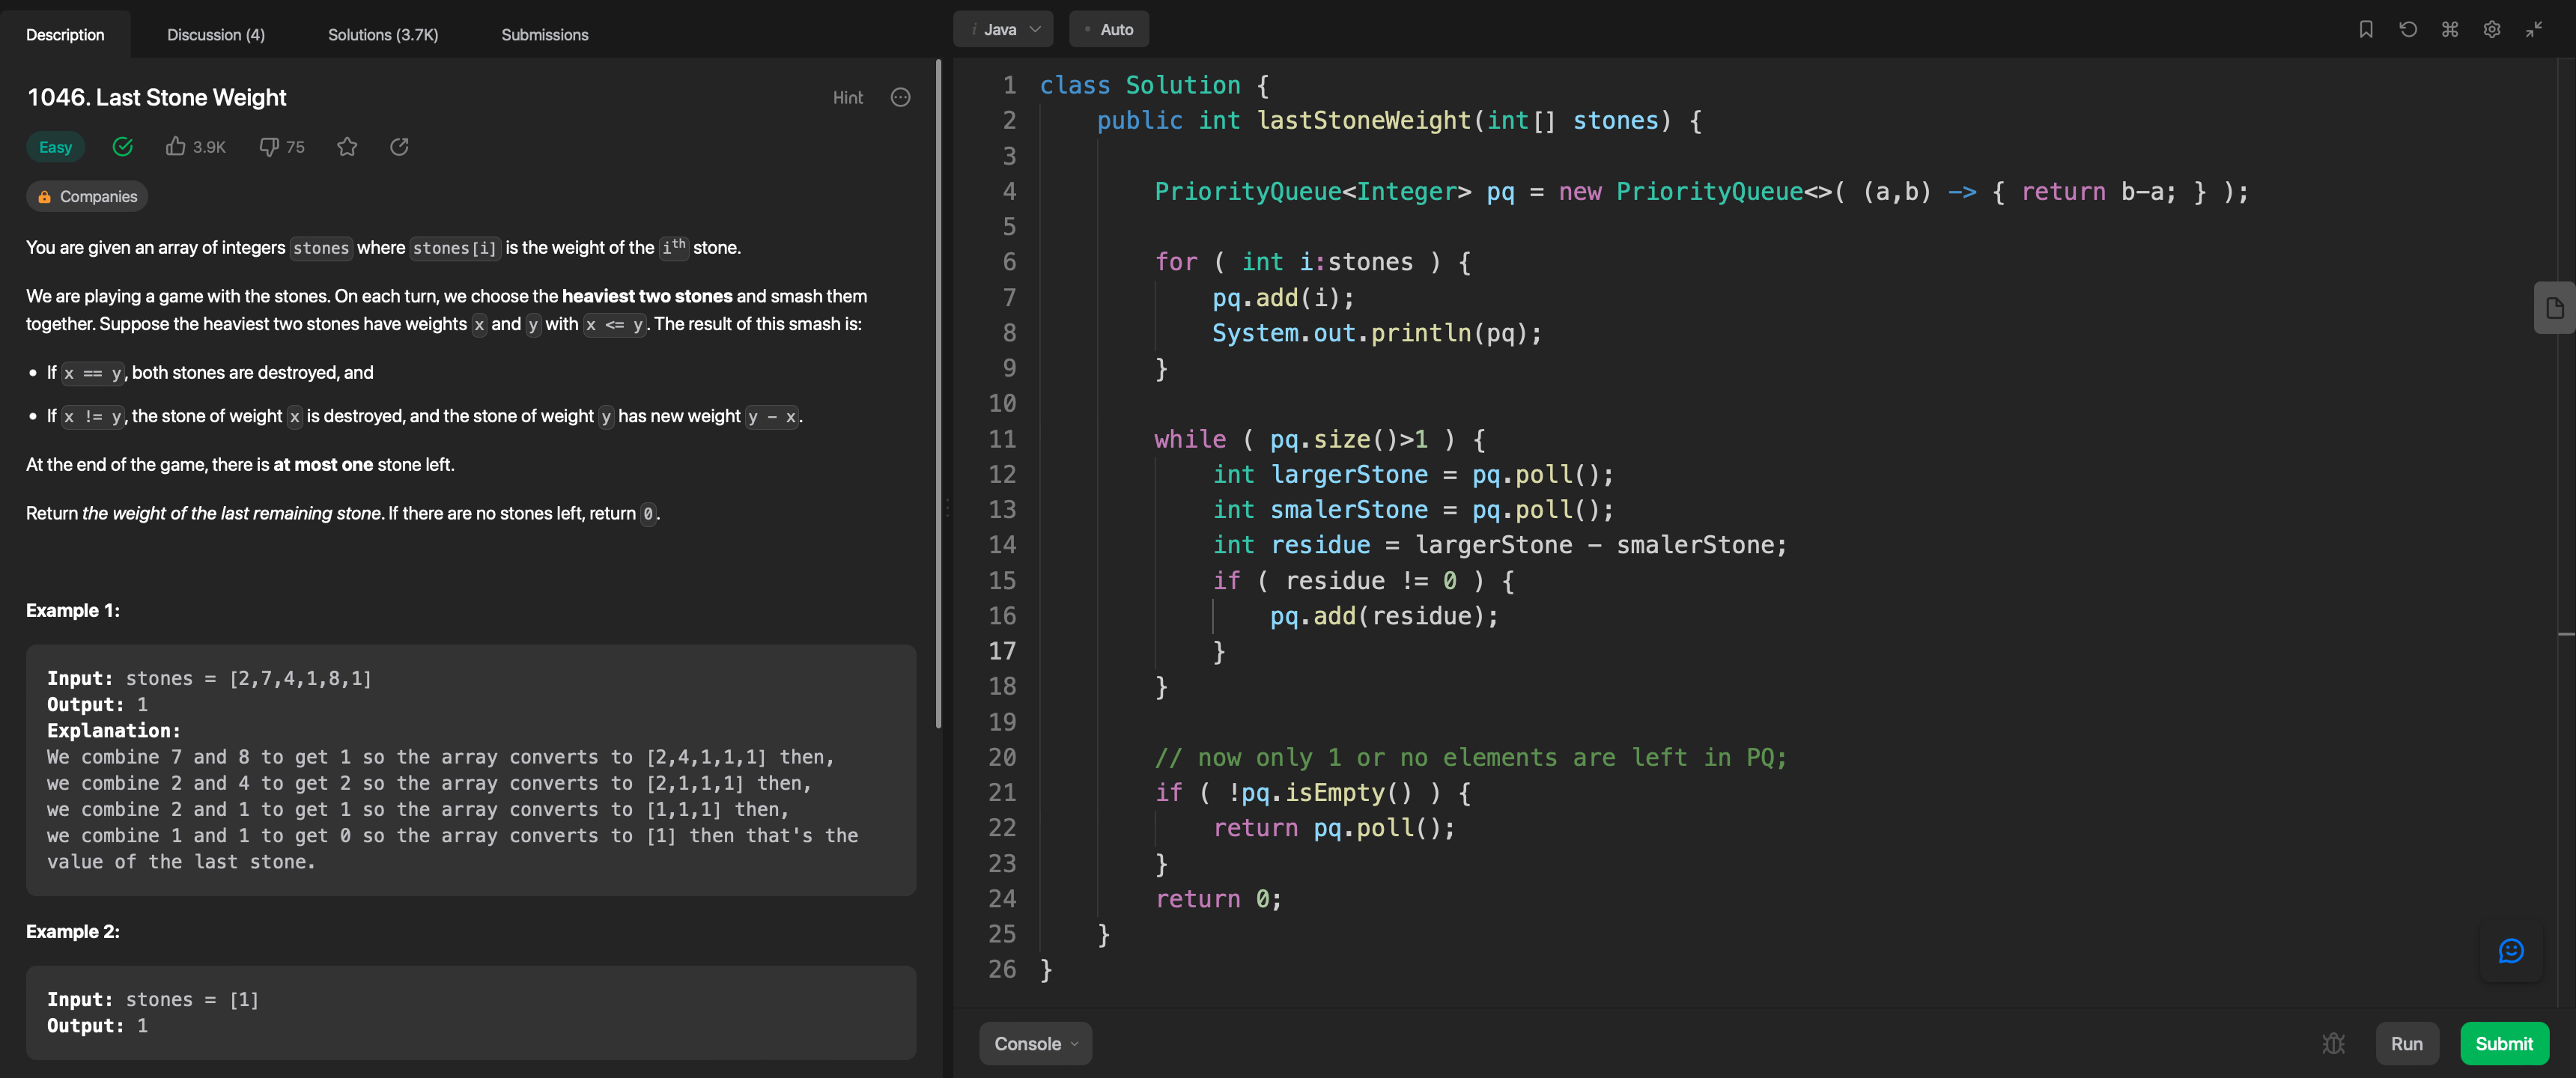 Description
Discussion (4)
Solutions (3.7K)
Submissions
1046. Last Stone Weight
Hint
Easy
3.9K
75
Companies
You are given an array of integers stones where stones[i] is the weight of the ith stone.
We are playing a game with the stones. On each turn, we choose the heaviest two stones and smash them
together. Suppose the heaviest two stones have weights x and y with x <= y. The result of this smash is:
• If x == y, both stones are destroyed, and
• If x != y, the stone of weight x is destroyed, and the stone of weight y has new weight y - x.
At the end of the game, there is at most one stone left.
Return the weight of the last remaining stone. If there are no stones left, return 0.
Example 1:
Input: stones = [2,7,4,1,8,1]
Output: 1
Explanation:
We combine 7 and 8 to get 1 so the array converts to [2,4,1,1,1] then,
we combine 2 and 4 to get 2 so the array converts to [2,1,1,1] then,
we combine 2 and 1 to get 1 so the array converts to [1,1,1] then,
we combine 1 and 1 to get 0 so the array converts to [1] then that's the
value of the last stone.
Example 2:
Input: stones = [1]
Output: 1
i Java
Auto
1 class Solution {
2     public int lastStoneWeight(int[] stones) {
3
4         PriorityQueue<Integer> pq = new PriorityQueue<>( (a,b) -> { return b-a; } );
5
6         for ( int i:stones ) {
7             pq.add(i);
8             System.out.println(pq);
9         }
10
11         while ( pq.size()>1 ) {
12             int largerStone = pq.poll();
13             int smalerStone = pq.poll();
14             int residue = largerStone - smalerStone;
15             if ( residue != 0 ) {
16                 pq.add(residue);
17             }
18         }
19
20         // now only 1 or no elements are left in PQ;
21         if ( !pq.isEmpty() ) {
22             return pq.poll();
23         }
24         return 0;
25     }
26 }
Console
Run
Submit